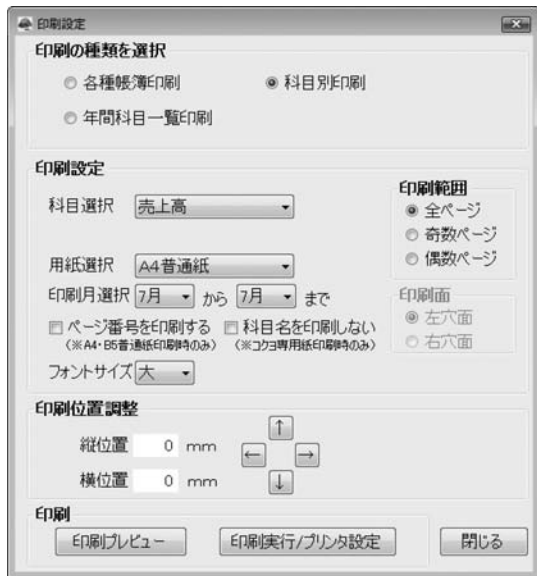 印刷設定
印刷の種類を選択
各種帳簿印刷 科目別印刷
年間科目一覧印刷
印刷設定
科目選択 売上高
用紙選択 A4普通紙
印刷月選択 7月 から 7月 まで
ページ番号を印刷する 科目名を印刷しない
(※A4・B5普通紙印刷時のみ) (※コクヨ専用紙印刷時のみ)
フォントサイズ 大
印刷範囲
全ページ
奇数ページ
偶数ページ
印刷面
左穴面
右穴面
印刷位置調整
縦位置 0 mm
横位置 0 mm
↑
← →
↓
印刷
印刷プレビュー 印刷実行/プリンタ設定 閉じる